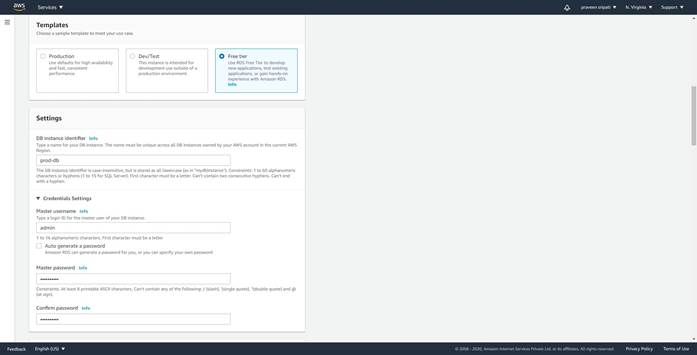 aws
Services
praveen sripati
N. Virginia
Support
Templates
Choose a sample template to meet your use case.
Production
Use defaults for high availability
and fast, consistent
performance.
Dev/Test
This instance is intended for
development use outside of a
production environment.
Free tier
Use RDS Free Tier to develop
new applications, test existing
applications, or gain hands-on
experience with Amazon RDS.
Info
Settings
DB instance identifier Info
Type a name for your DB instance. The name must be unique across all DB instances owned by your AWS account in the current AWS
Region.
prod-db
The DB instance identifier is case-insensitive, but is stored as all lowercase (as in "mydbinstance"). Constraints: 1 to 60 alphanumeric
characters or hyphens (1 to 15 for SQL Server). First character must be a letter. Can't contain two consecutive hyphens. Can't end
with a hyphen.
Credentials Settings
Master username Info
Type a login ID for the master user of your DB instance.
admin
1 to 16 alphanumeric characters. First character must be a letter
Auto generate a password
Amazon RDS can generate a password for you, or you can specify your own password
Master password Info
Constraints: At least 8 printable ASCII characters. Can't contain any of the following: / (slash), '(single quote), "(double quote) and @
(at sign).
Confirm password Info
Feedback
English (US)
© 2008 - 2020, Amazon Internet Services Private Ltd. or its affiliates. All rights reserved.
Privacy Policy
Terms of Use